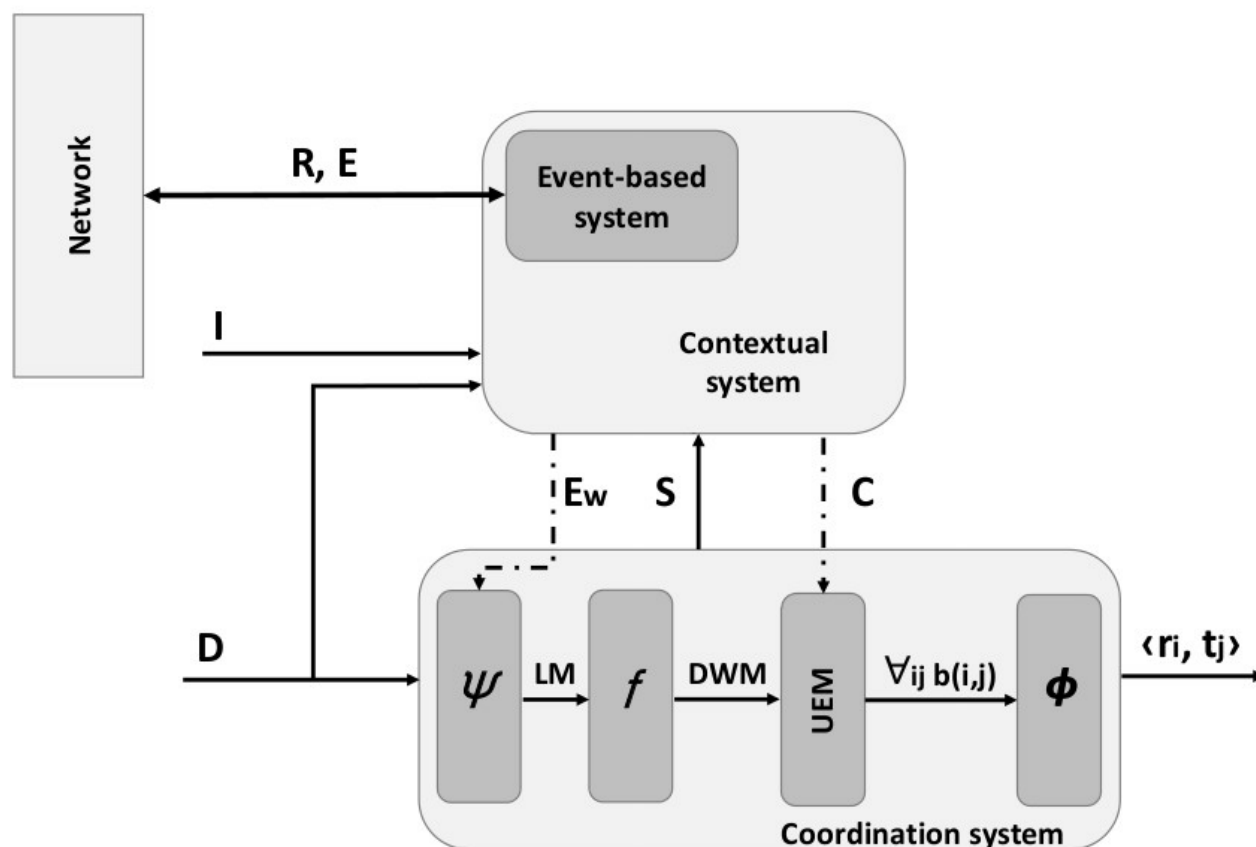 Network
R, E
Event-based
system
I
Contextual
system
Ew
S
C
D
ψ
LM
f
DWM
UEM
∀ij b(i,j)
ϕ
‹ri, tj›
Coordination system